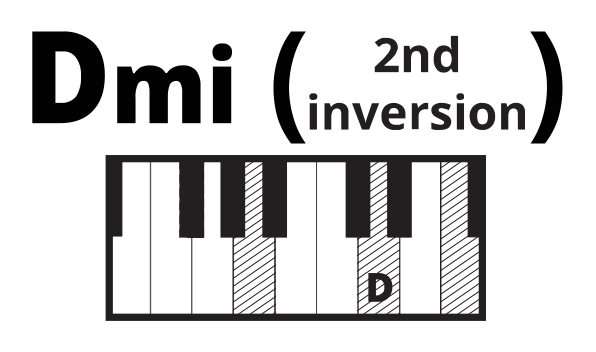 Dmi (2nd
inversion)
D